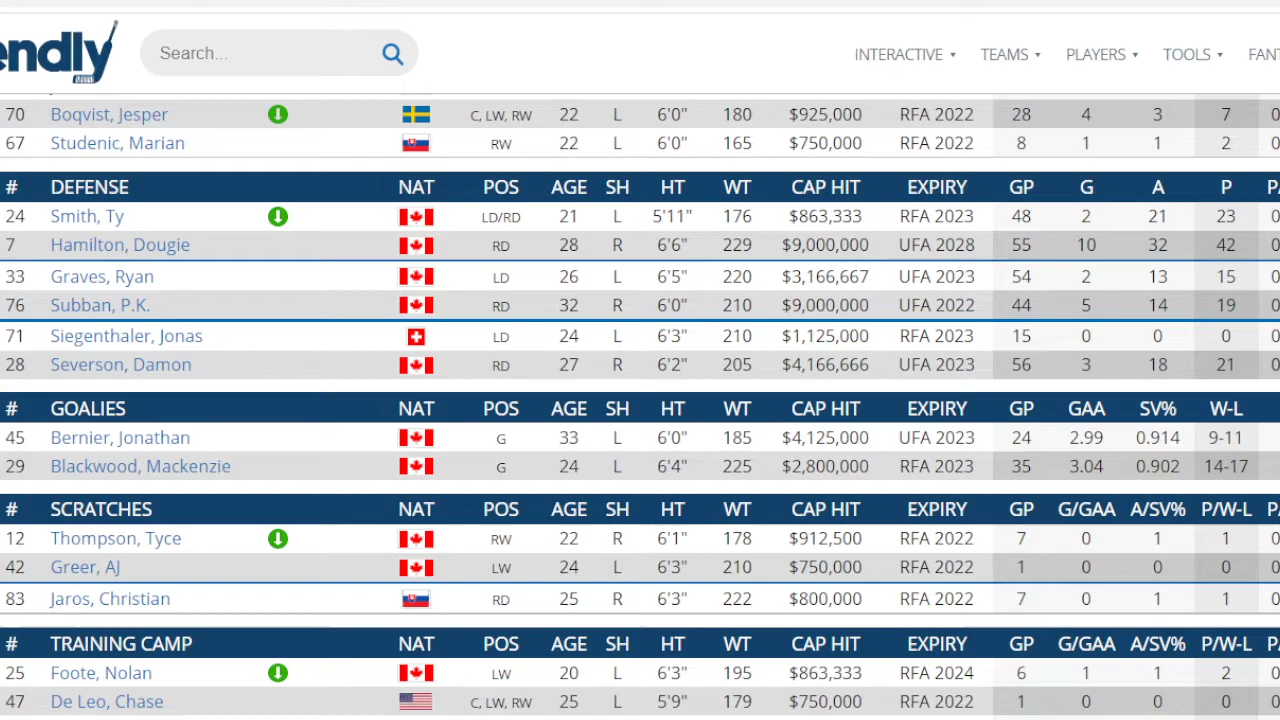 endly Search... INTERACTIVE TEAMS PLAYERS TOOLS FANT
70 Boqvist, Jesper C, LW, RW 22 L 6'0" 180 $925,000 RFA 2022 28 4 3 7 0
67 Studenic, Marian RW 22 L 6'0" 165 $750,000 RFA 2022 8 1 1 2 0
# DEFENSE NAT POS AGE SH HT WT CAP HIT EXPIRY GP G A P P
24 Smith, Ty LD/RD 21 L 5'11" 176 $863,333 RFA 2023 48 2 21 23 0
7 Hamilton, Dougie RD 28 R 6'6" 229 $9,000,000 UFA 2028 55 10 32 42 0
33 Graves, Ryan LD 26 L 6'5" 220 $3,166,667 UFA 2023 54 2 13 15 0
76 Subban, P.K. RD 32 R 6'0" 210 $9,000,000 UFA 2022 44 5 14 19 0
71 Siegenthaler, Jonas LD 24 L 6'3" 210 $1,125,000 RFA 2023 15 0 0 0 0
28 Severson, Damon RD 27 R 6'2" 205 $4,166,666 UFA 2023 56 3 18 21 0
# GOALIES NAT POS AGE SH HT WT CAP HIT EXPIRY GP GAA SV% W-L
45 Bernier, Jonathan G 33 L 6'0" 185 $4,125,000 UFA 2023 24 2.99 0.914 9-11
29 Blackwood, Mackenzie G 24 L 6'4" 225 $2,800,000 RFA 2023 35 3.04 0.902 14-17
# SCRATCHES NAT POS AGE SH HT WT CAP HIT EXPIRY GP G/GAA A/SV% P/W-L P
12 Thompson, Tyce RW 22 R 6'1" 178 $912,500 RFA 2022 7 0 1 1 0
42 Greer, AJ LW 24 L 6'3" 210 $750,000 RFA 2022 1 0 0 0 0
83 Jaros, Christian RD 25 R 6'3" 222 $800,000 RFA 2022 7 0 1 1 0
# TRAINING CAMP NAT POS AGE SH HT WT CAP HIT EXPIRY GP G/GAA A/SV% P/W-L P
25 Foote, Nolan LW 20 L 6'3" 195 $863,333 RFA 2024 6 1 1 2 0
47 De Leo, Chase C, LW, RW 25 L 5'9" 179 $750,000 RFA 2022 1 0 0 0 0